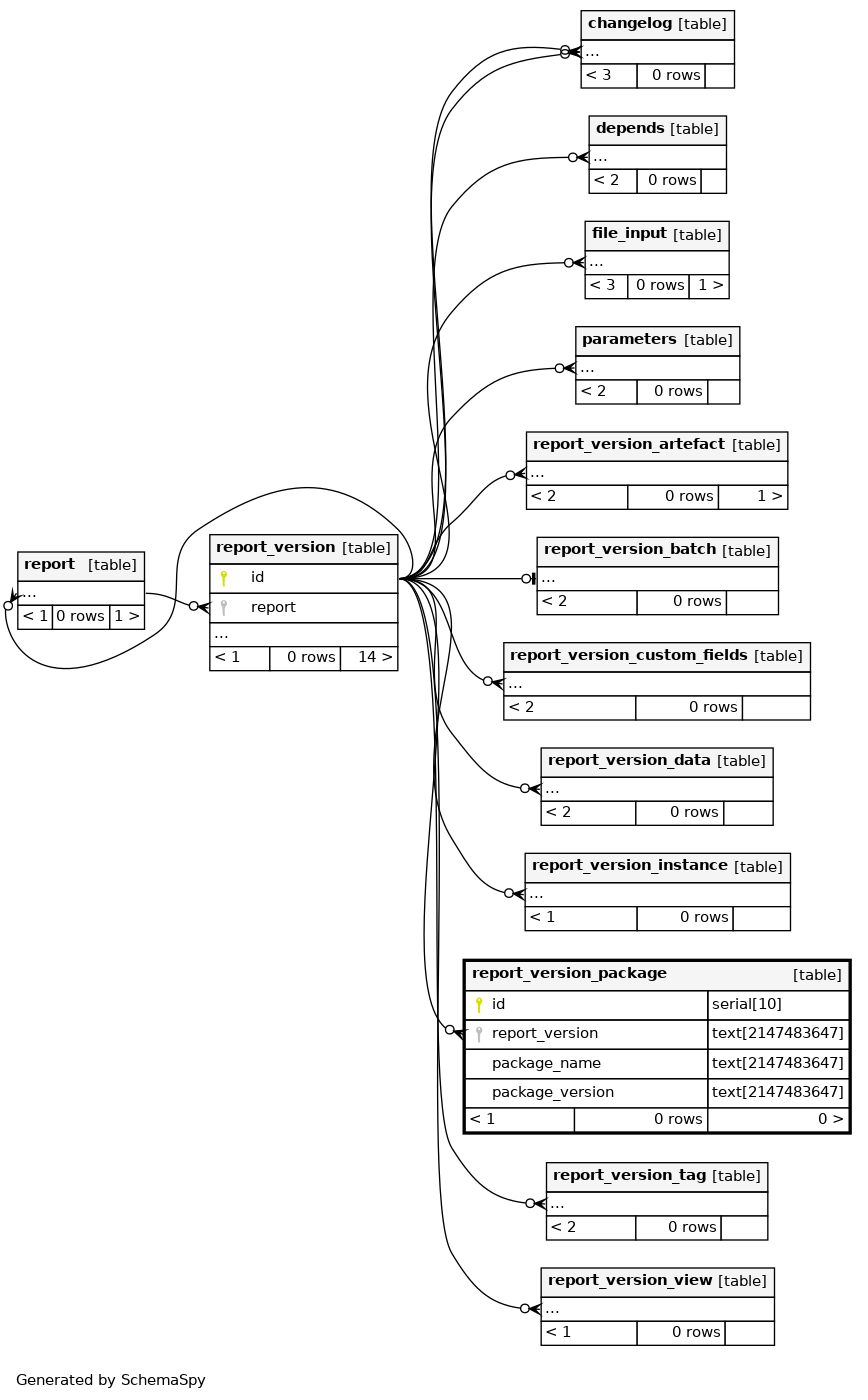 changelog [table]
...
< 3 0 rows
depends [table]
...
< 2 0 rows
file_input [table]
...
< 3 0 rows 1 >
parameters [table]
...
< 2 0 rows
report_version_artefact [table]
...
< 2 0 rows 1 >
report [table]
...
< 1 0 rows 1 >
report_version [table]
id
report
...
< 1 0 rows 14 >
report_version_batch [table]
...
< 2 0 rows
report_version_custom_fields [table]
...
< 2 0 rows
report_version_data [table]
...
< 2 0 rows
report_version_instance [table]
...
< 1 0 rows
report_version_package [table]
id serial[10]
report_version text[2147483647]
package_name text[2147483647]
package_version text[2147483647]
< 1 0 rows 0 >
report_version_tag [table]
...
< 2 0 rows
report_version_view [table]
...
< 1 0 rows
Generated by SchemaSpy